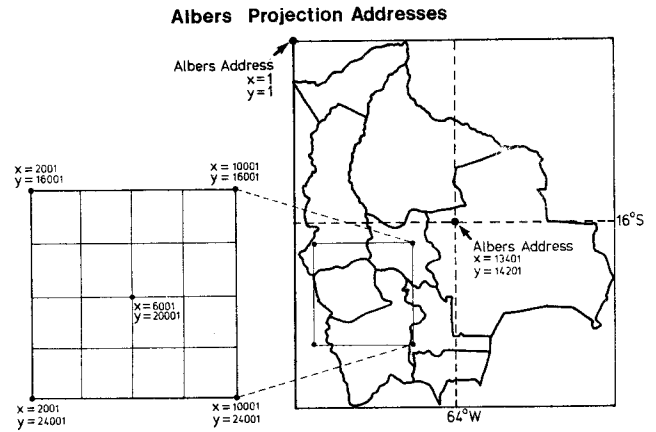 Albers Projection Addresses
Albers Address
x=1
y=1
x=2001
y=16001
x=10001
y=16001
16°S
Albers Address
x=13401
y=14201
x=6001
y=20001
x=2001
y=24001
x=10001
y=24001
64°W